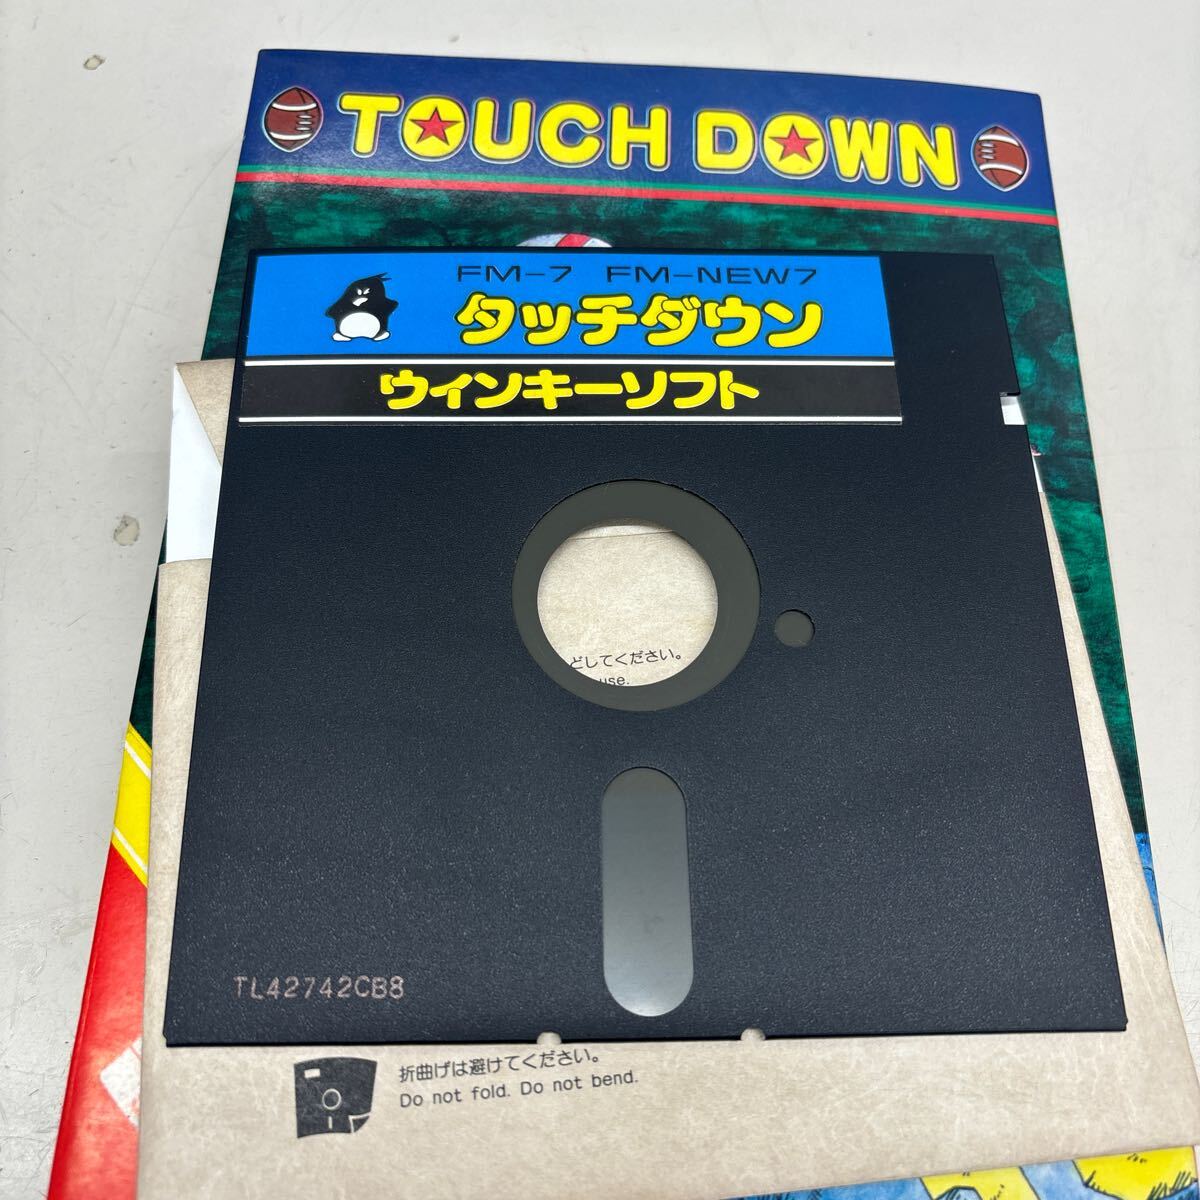 TOUCH DOWN
FM-7 FM-NEW7
タッチダウン
ウィンキーソフト
どしてください。
use.
TL42742CB8
折曲げは避けてください。
Do not fold. Do not bend.